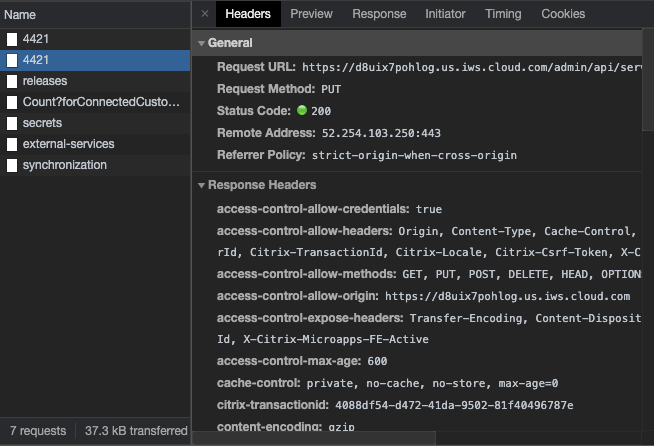 Name
4421
4421
releases
Count?forConnectedCusto...
secrets
external-services
synchronization
7 requests 37.3 kB transferred
× Headers Preview Response Initiator Timing Cookies
General
Request URL: https://d8uix7pohlog.us.iws.cloud.com/admin/api/ser
Request Method: PUT
Status Code: 200
Remote Address: 52.254.103.250:443
Referrer Policy: strict-origin-when-cross-origin
Response Headers
access-control-allow-credentials: true
access-control-allow-headers: Origin, Content-Type, Cache-Control,
rId, Citrix-TransactionId, Citrix-Locale, Citrix-Csrf-Token, X-C
access-control-allow-methods: GET, PUT, POST, DELETE, HEAD, OPTION
access-control-allow-origin: https://d8uix7pohlog.us.iws.cloud.com
access-control-expose-headers: Transfer-Encoding, Content-Disposit
Id, X-Citrix-Microapps-FE-Active
access-control-max-age: 600
cache-control: private, no-cache, no-store, max-age=0
citrix-transactionid: 4088df54-d472-41da-9502-81f40496787e
content-encoding: gzip